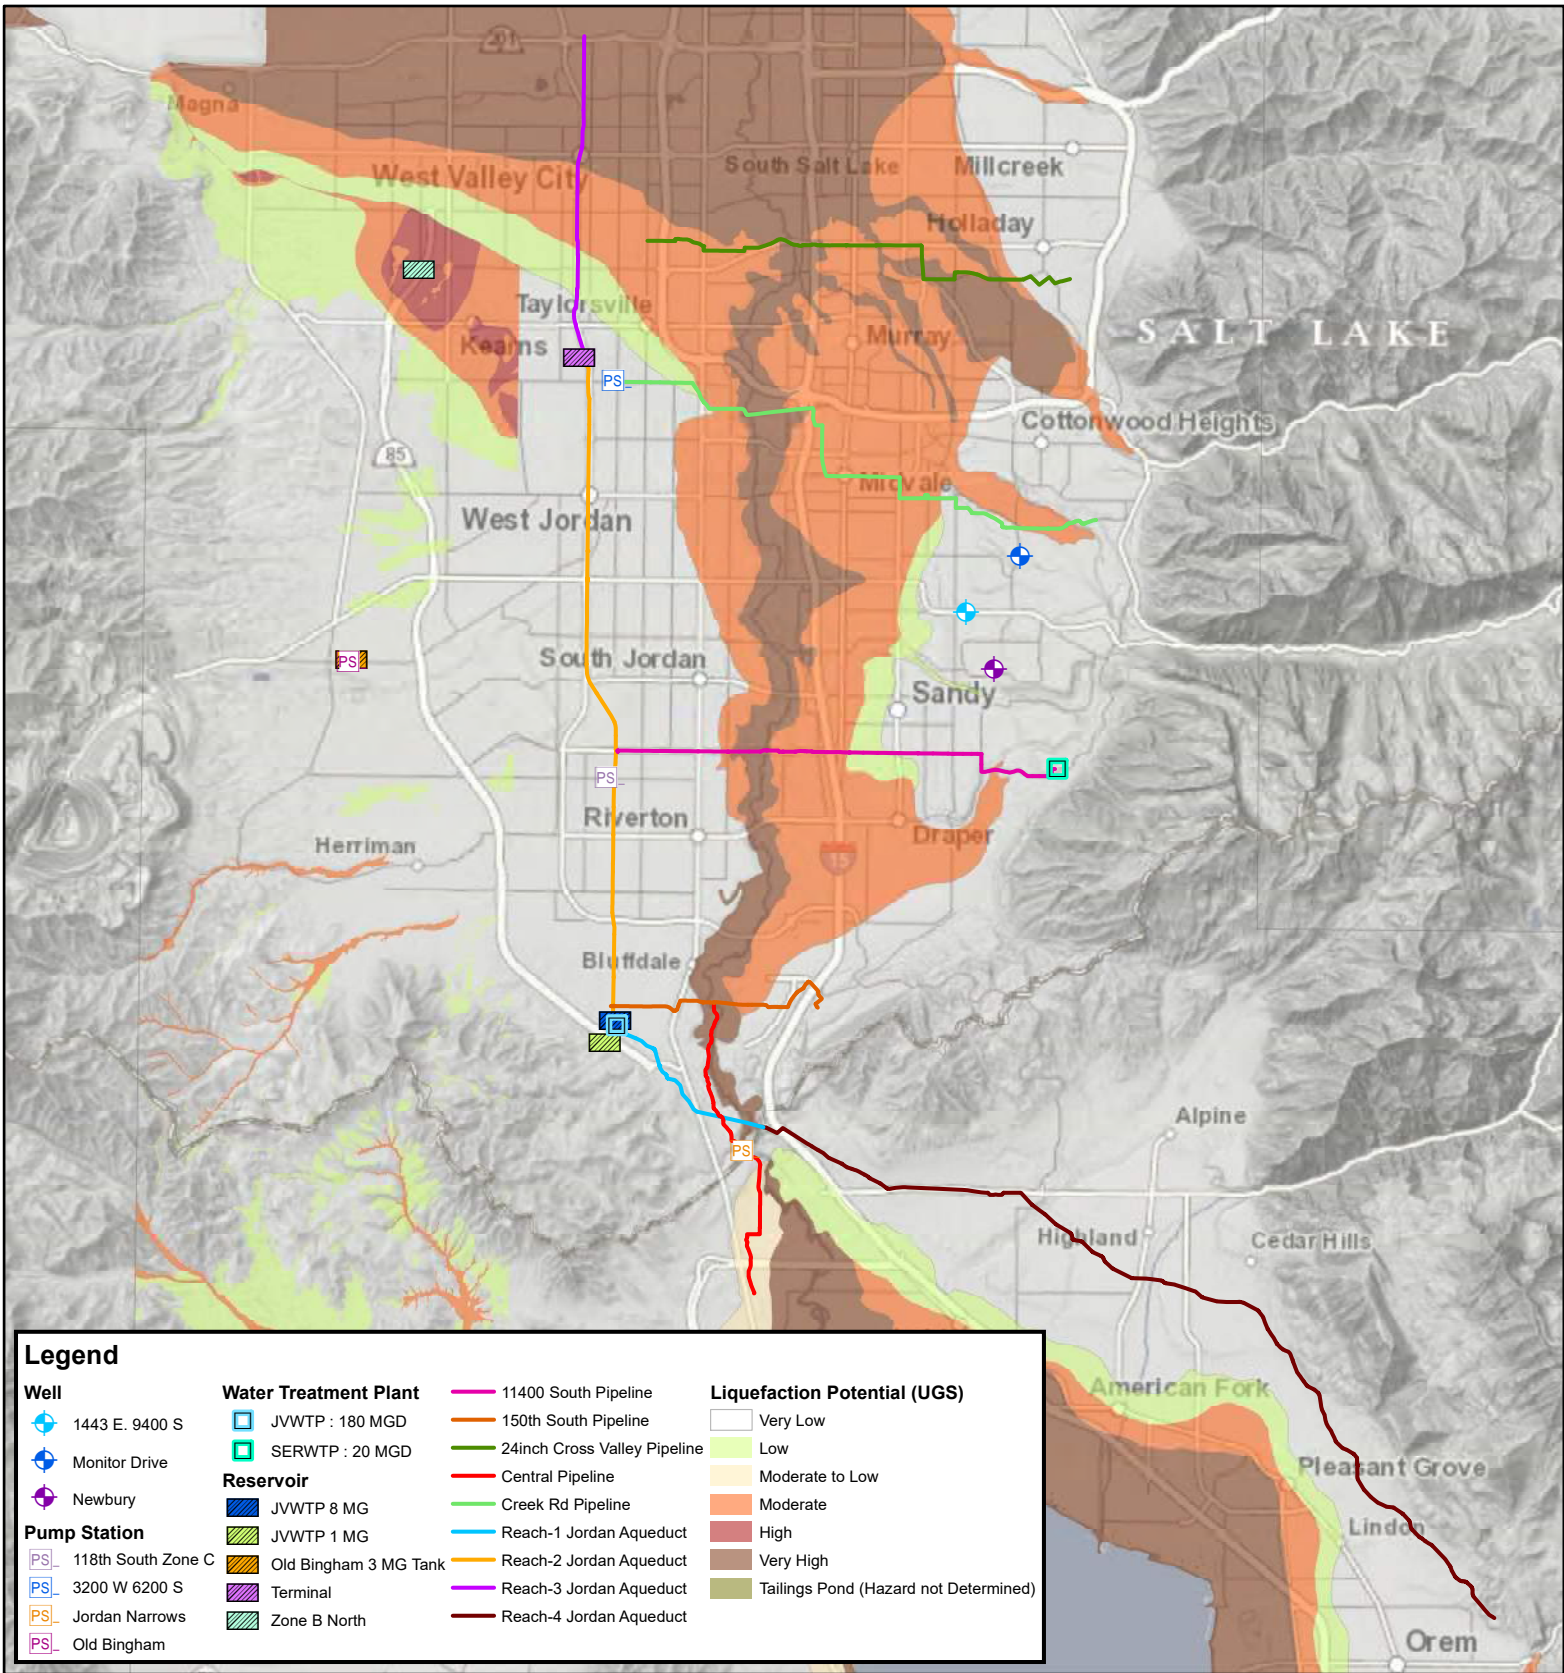 201
Magna
West Valley City
South Salt Lake
Millcreek
Holladay
Taylorsville
SALT LAKE
Kearns
Murray
PS_
Cottonwood Heights
85
Midvale
West Jordan
South Jordan
PS
Sandy
PS_
Riverton
Draper
Herriman
15
Bluffdale
Alpine
PS
Highland
Cedar Hills
American Fork
Pleasant Grove
Lindon
Orem
Legend
Well
1443 E. 9400 S
Monitor Drive
Newbury
Pump Station
PS_ 118th South Zone C
PS_ 3200 W 6200 S
PS_ Jordan Narrows
PS_ Old Bingham
Water Treatment Plant
JVWTP : 180 MGD
SERWTP : 20 MGD
Reservoir
JVWTP 8 MG
JVWTP 1 MG
Old Bingham 3 MG Tank
Terminal
Zone B North
11400 South Pipeline
150th South Pipeline
24inch Cross Valley Pipeline
Central Pipeline
Creek Rd Pipeline
Reach-1 Jordan Aqueduct
Reach-2 Jordan Aqueduct
Reach-3 Jordan Aqueduct
Reach-4 Jordan Aqueduct
Liquefaction Potential (UGS)
Very Low
Low
Moderate to Low
Moderate
High
Very High
Tailings Pond (Hazard not Determined)